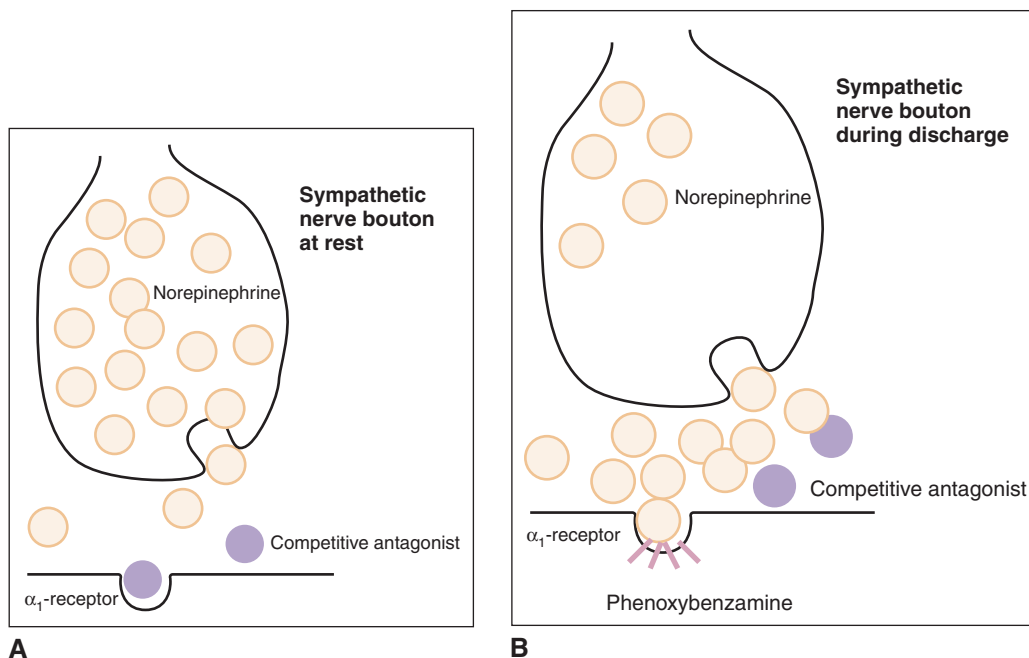 Sympathetic
nerve bouton
at rest
Norepinephrine
Competitive antagonist
α₁-receptor
A
Sympathetic
nerve bouton
during discharge
Norepinephrine
Competitive antagonist
α₁-receptor
Phenoxybenzamine
B